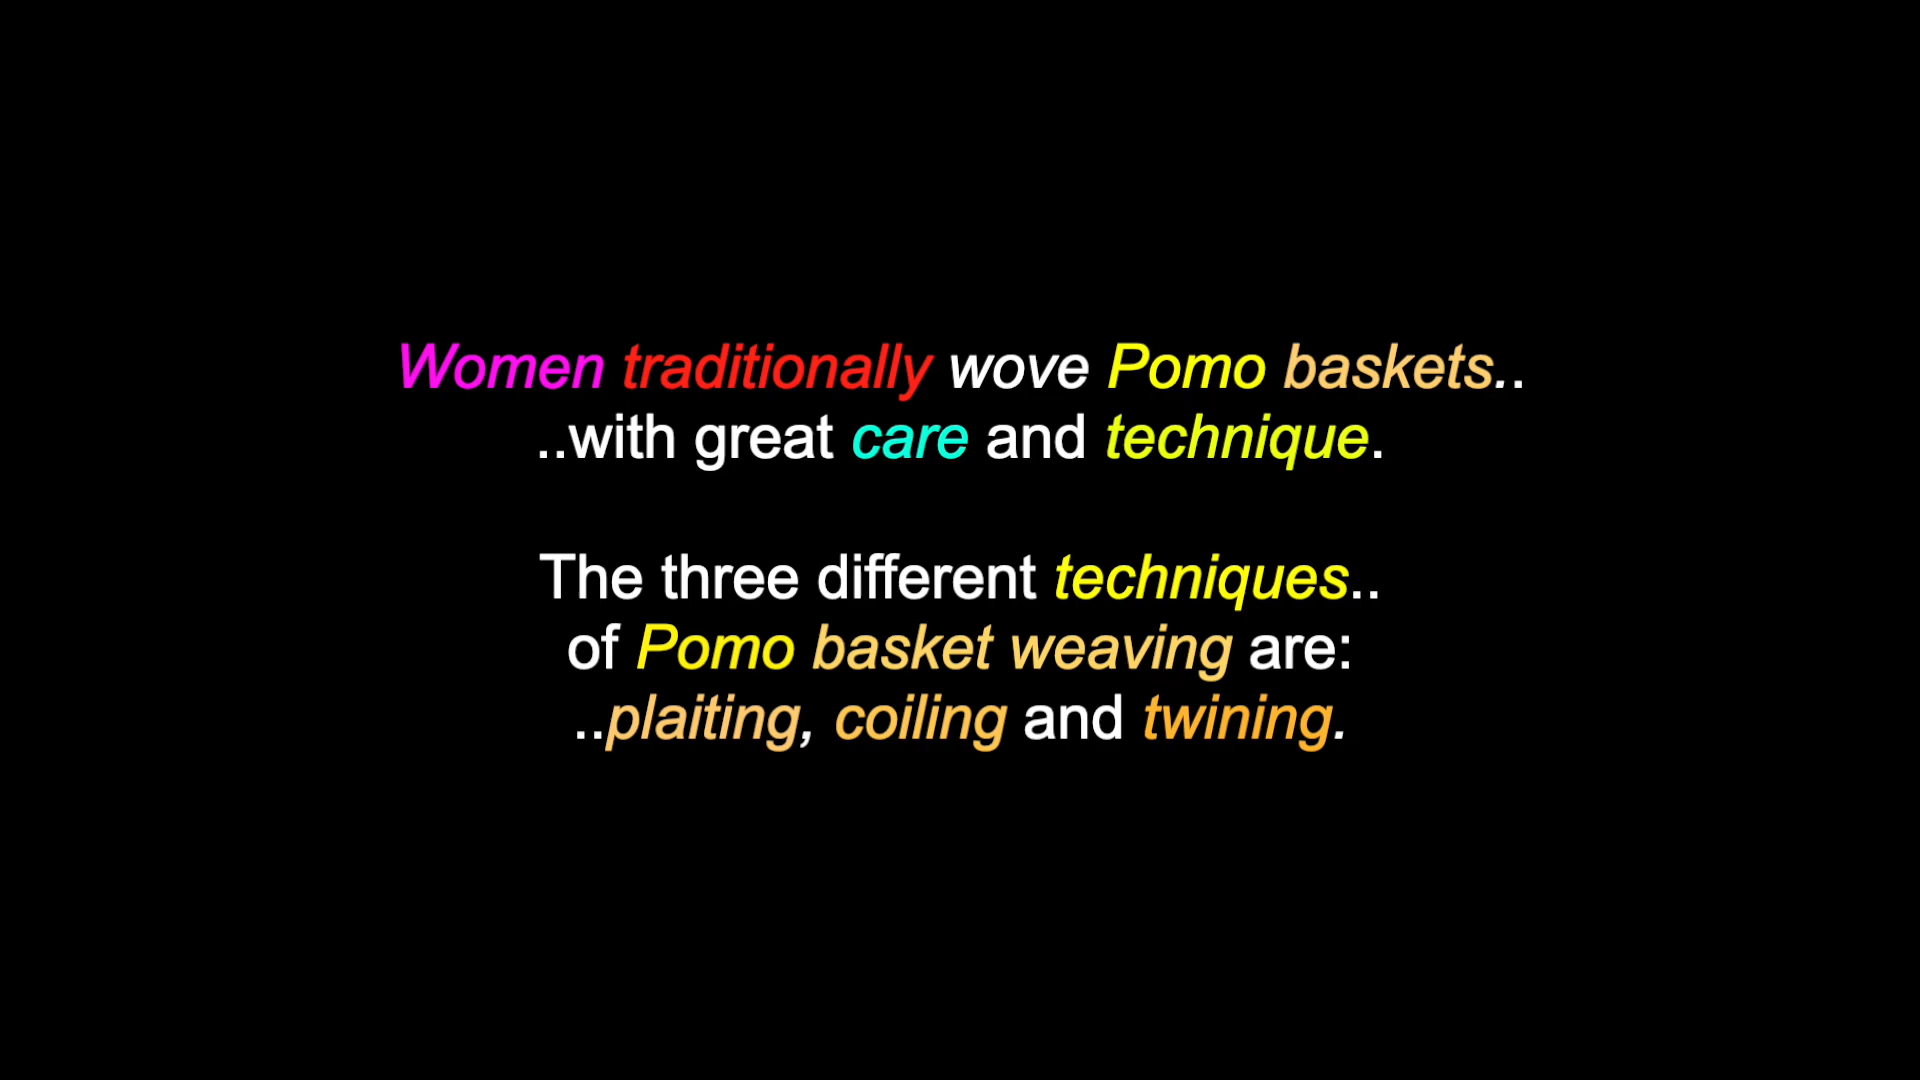 Women traditionally wove Pomo baskets..
..with great care and technique.
The three different techniques..
of Pomo basket weaving are:
..plaiting, coiling and twining.